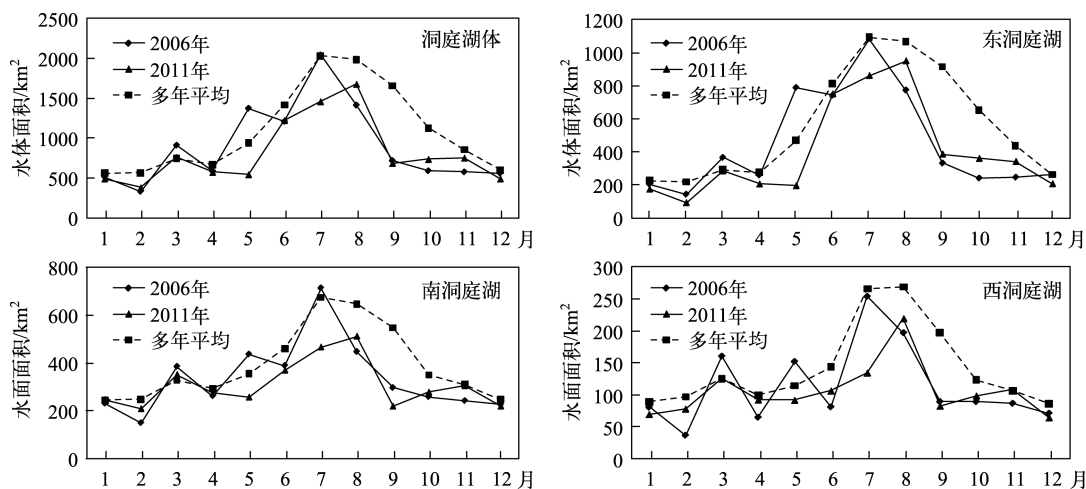 2500
2000
1500
1000
500
0
水体面积/km²
2006年
2011年
多年平均
洞庭湖体
1 2 3 4 5 6 7 8 9 10 11 12 月
1200
1000
800
600
400
200
0
水体面积/km²
2006年
2011年
多年平均
东洞庭湖
1 2 3 4 5 6 7 8 9 10 11 12 月
800
600
400
200
0
水面面积/km²
2006年
2011年
多年平均
南洞庭湖
1 2 3 4 5 6 7 8 9 10 11 12 月
300
250
200
150
100
50
0
水面面积/km²
2006年
2011年
多年平均
西洞庭湖
1 2 3 4 5 6 7 8 9 10 11 12 月